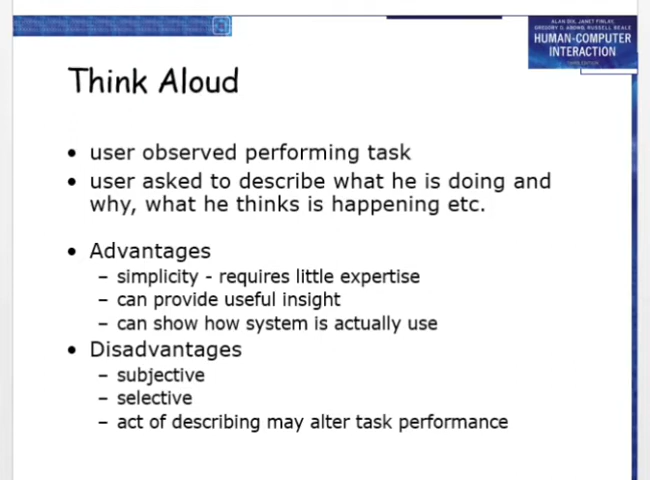 ALAN DIX, JANET FINLAY,
GREGORY D. ABOWD, RUSSELL BEALE
HUMAN-COMPUTER
INTERACTION
THIRD EDITION
Think Aloud
• user observed performing task
• user asked to describe what he is doing and
why, what he thinks is happening etc.
• Advantages
– simplicity - requires little expertise
– can provide useful insight
– can show how system is actually use
• Disadvantages
– subjective
– selective
– act of describing may alter task performance